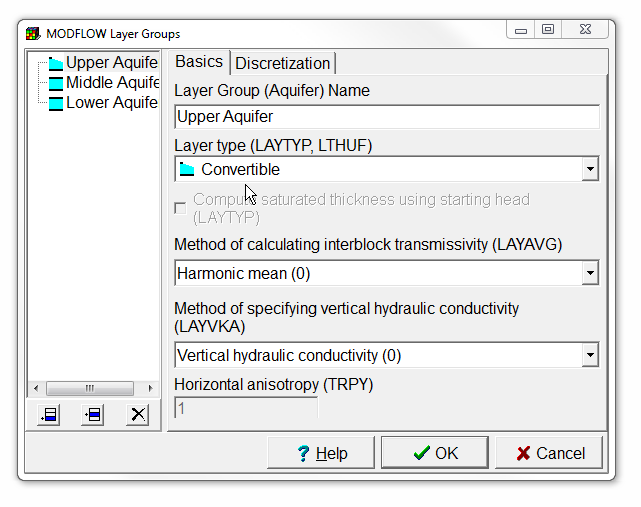 MODFLOW Layer Groups
Upper Aquife
Middle Aquife
Lower Aquifer
Basics
Discretization
Layer Group (Aquifer) Name
Upper Aquifer
Layer type (LAYTYP, LTHUF)
Convertible
Compute saturated thickness using starting head
(LAYTYP)
Method of calculating interblock transmissivity (LAYAVG)
Harmonic mean (0)
Method of specifying vertical hydraulic conductivity
(LAYVKA)
Vertical hydraulic conductivity (0)
Horizontal anisotropy (TRPY)
1
? Help
OK
Cancel